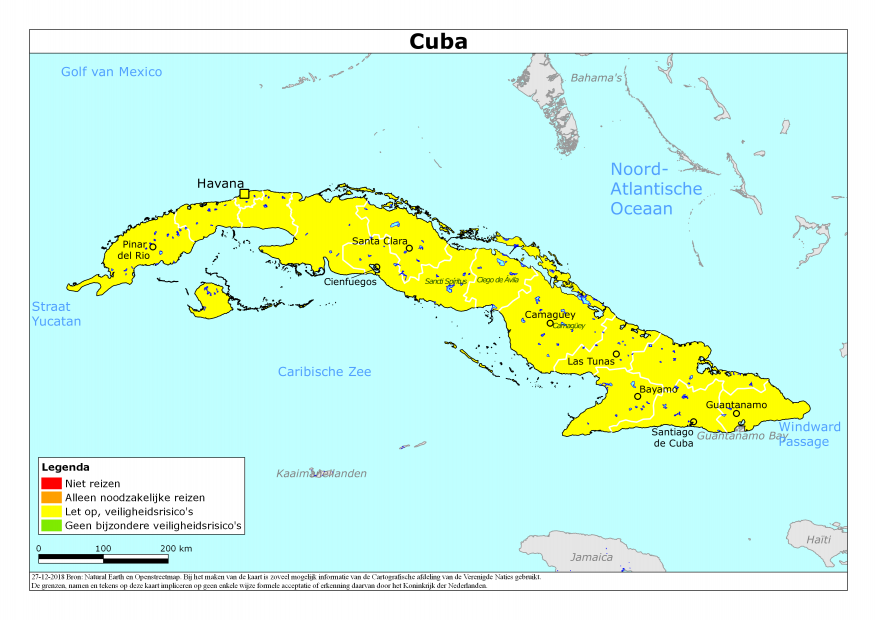 Cuba
Golf van Mexico
Bahama's
Noord-
Atlantische
Oceaan
Havana
Pinar
del Rio
Santa Clara
Cienfuegos
Sancti Spiritus
Ciego de Avila
Straat
Yucatan
Camagüey
Camagüey
Las Tunas
Caribische Zee
Bayamo
Guantanamo
Santiago
de Cuba
Guantanamo Bay
Windward
Passage
Kaaimaneilanden
Legenda
Niet reizen
Alleen noodzakelijke reizen
Let op, veiligheidsrisico's
Geen bijzondere veiligheidsrisico's
0 100 200 km
Jamaica
Haïti
27-12-2018 Bron: Natural Earth en Openstreetmap. Bij het maken van de kaart is zoveel mogelijk informatie van de Cartografische afdeling van de Verenigde Naties gebruikt.
De grenzen, namen en tekens op deze kaart impliceren op geen enkele wijze formele acceptatie of erkenning daarvan door het Koninkrijk der Nederlanden.